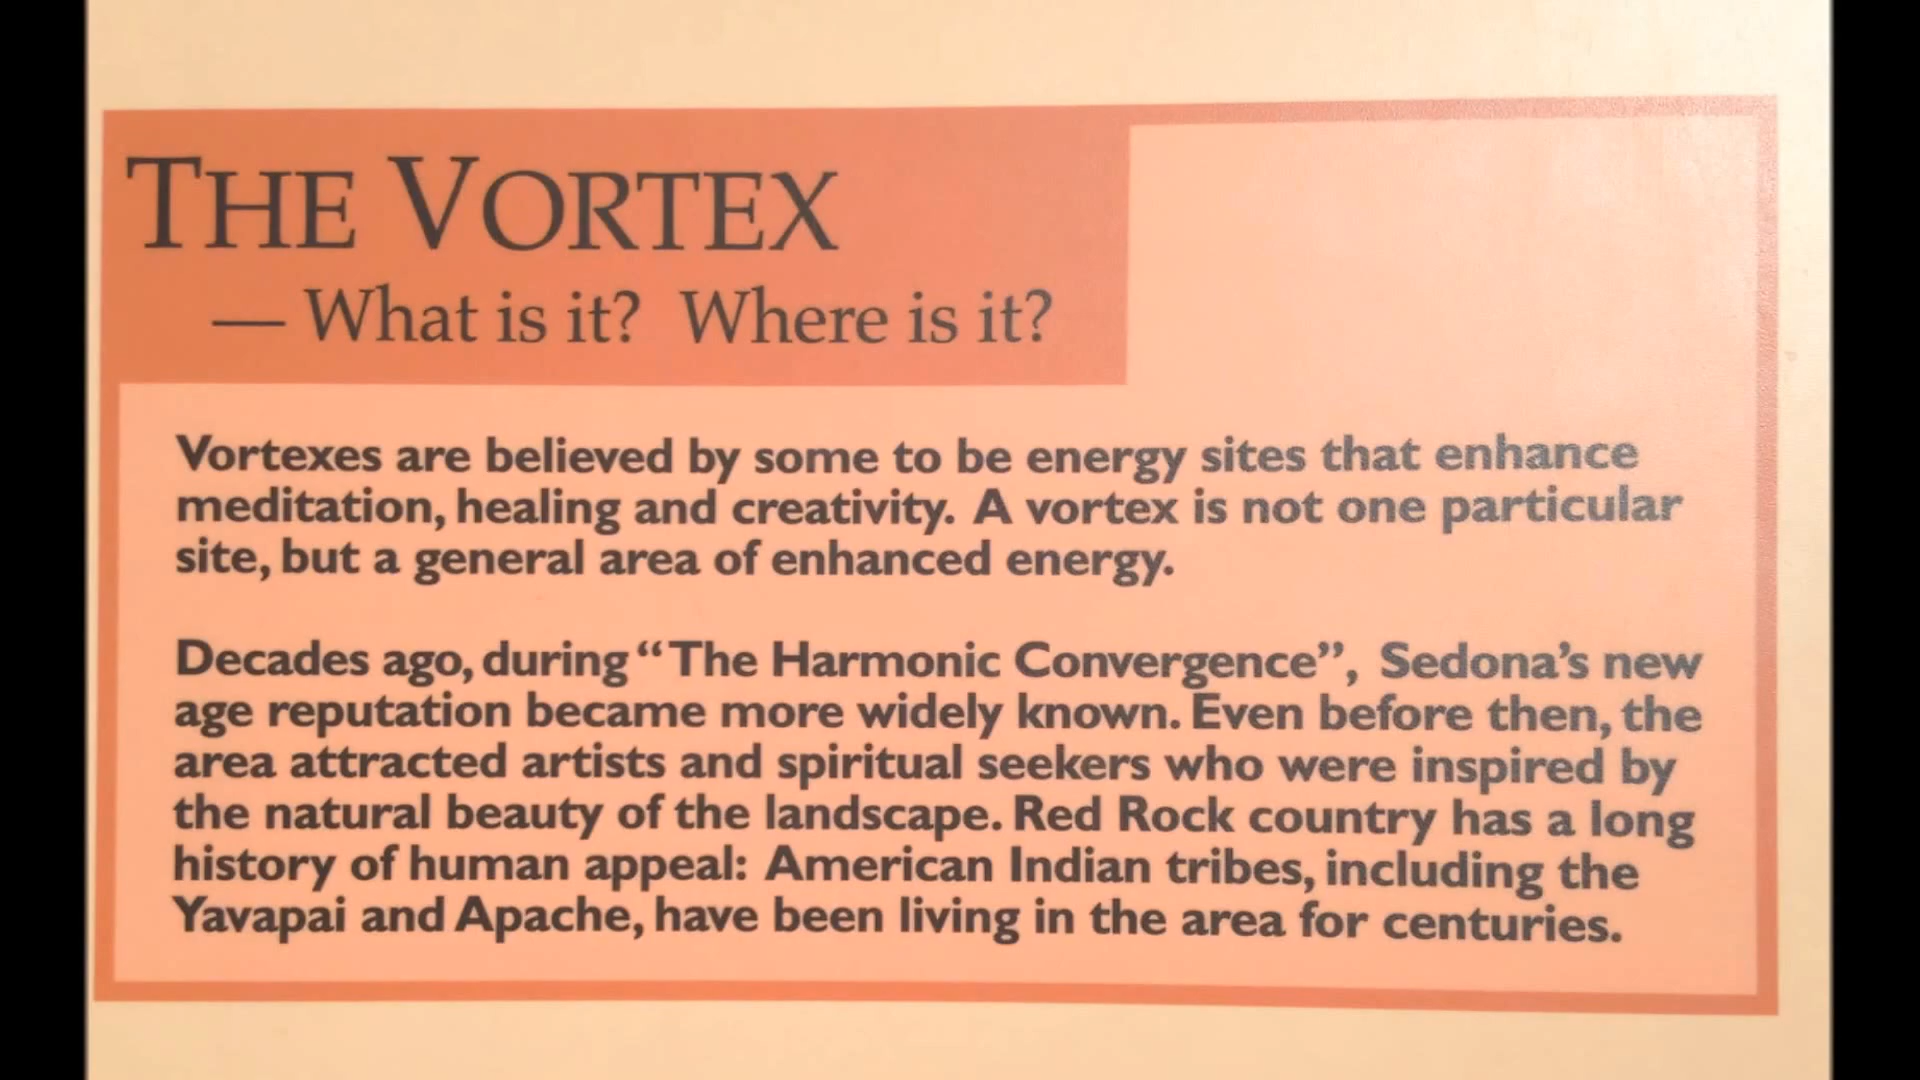 THE VORTEX
— What is it? Where is it?
Vortexes are believed by some to be energy sites that enhance
meditation, healing and creativity. A vortex is not one particular
site, but a general area of enhanced energy.
Decades ago, during “The Harmonic Convergence”, Sedona’s new
age reputation became more widely known. Even before then, the
area attracted artists and spiritual seekers who were inspired by
the natural beauty of the landscape. Red Rock country has a long
history of human appeal: American Indian tribes, including the
Yavapai and Apache, have been living in the area for centuries.